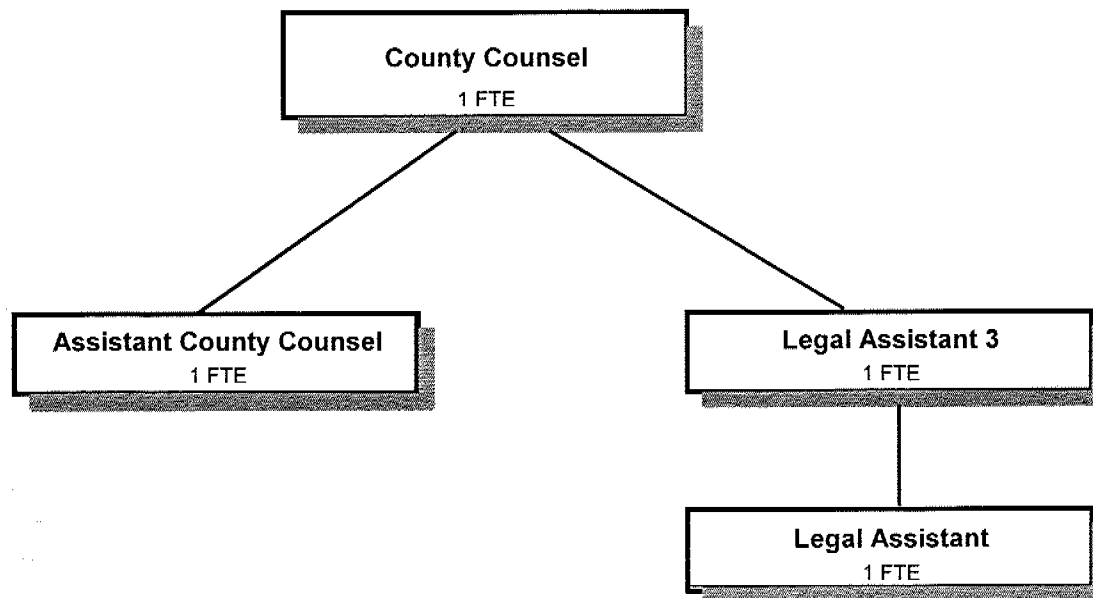 County Counsel
1 FTE
Assistant County Counsel
1 FTE
Legal Assistant 3
1 FTE
Legal Assistant
1 FTE